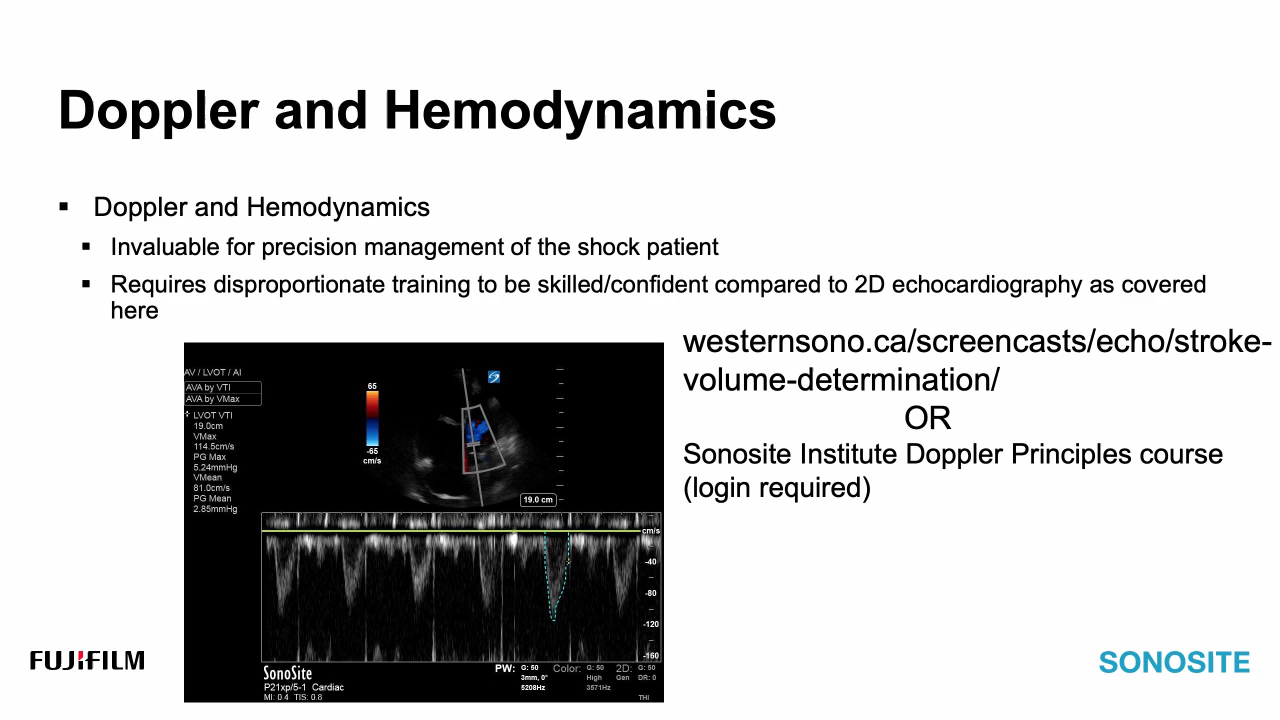 Doppler and Hemodynamics
Doppler and Hemodynamics
Invaluable for precision management of the shock patient
Requires disproportionate training to be skilled/confident compared to 2D echocardiography as covered
here
westernsono.ca/screencasts/echo/stroke-
volume-determination/
OR
Sonosite Institute Doppler Principles course
(login required)
AV / LVOT / AI
AVA by VTI
AVA by VMax
LVOT VTI
19.0cm
VMax
114.5cm/s
PG Max
5.24mmHg
VMean
81.0cm/s
PG Mean
2.85mmHg
65
-65
cm/s
19.0 cm
cm/s
-40
-80
-120
-160
SonoSite
P21xp/5-1 Cardiac
MI: 0.4 TIS: 0.8
PW: G: 50
3mm, 0°
5208Hz
Color: G: 50
High
3571Hz
2D: G: 50
Gen DR: 0
THI
FUJIFILM
SONOSITE